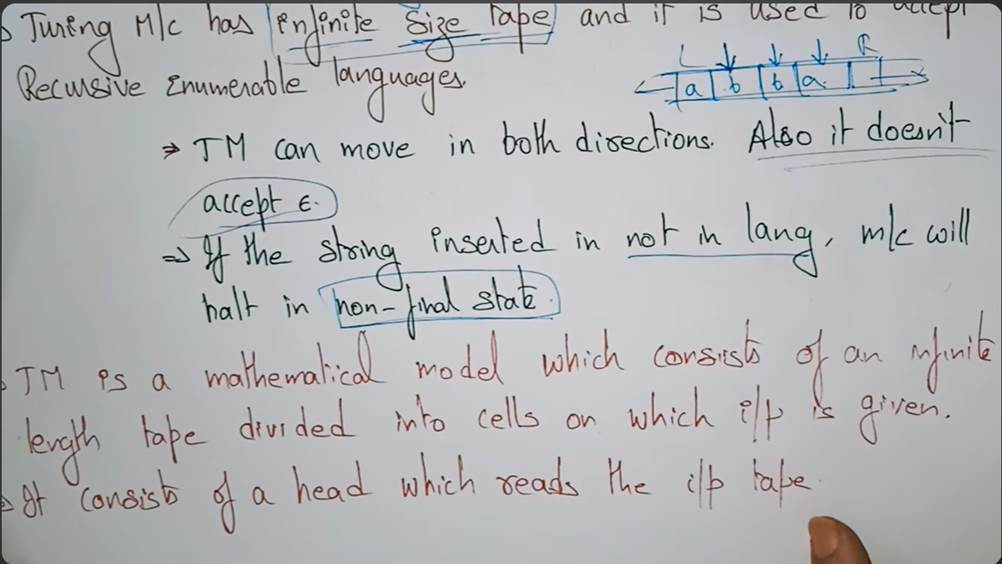 Turing M/c has infinite Size tape and it is used to accept
Recursive Enumerable languages.
L R
a b b a
⇒ TM can move in both directions. Also it doesn't
accept ε.
⇒ If the string inserted in not in lang, m/c will
halt in non-final state.
TM is a mathematical model which consists of an infinite
length tape divided into cells on which i/p is given.
It consists of a head which reads the i/p tape.